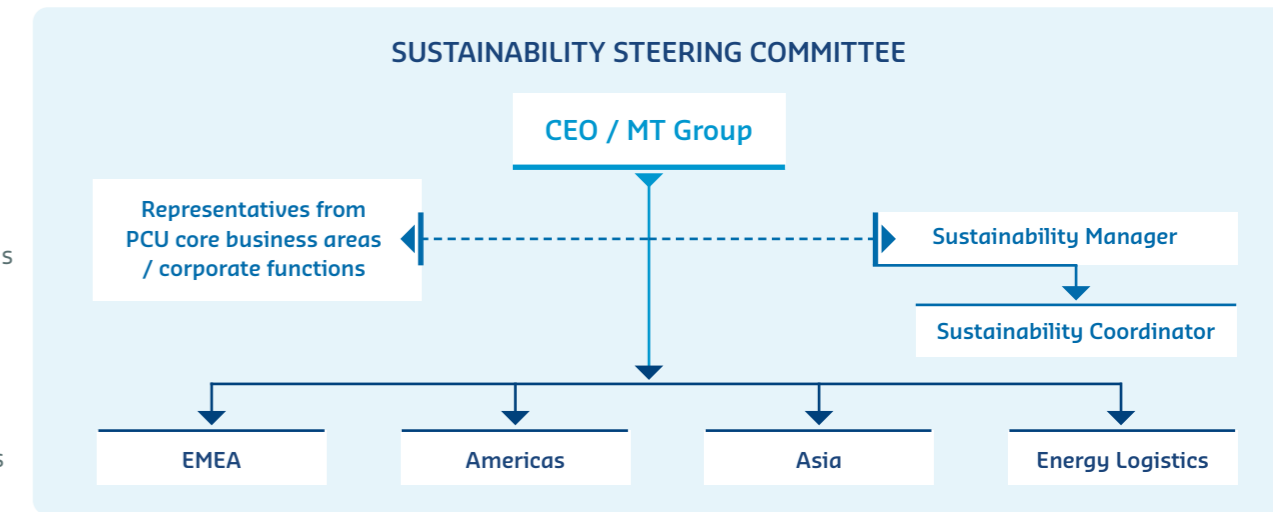 SUSTAINABILITY STEERING COMMITTEE
CEO / MT Group
Representatives from
PCU core business areas
/ corporate functions
Sustainability Manager
Sustainability Coordinator
EMEA
Americas
Asia
Energy Logistics
s
s